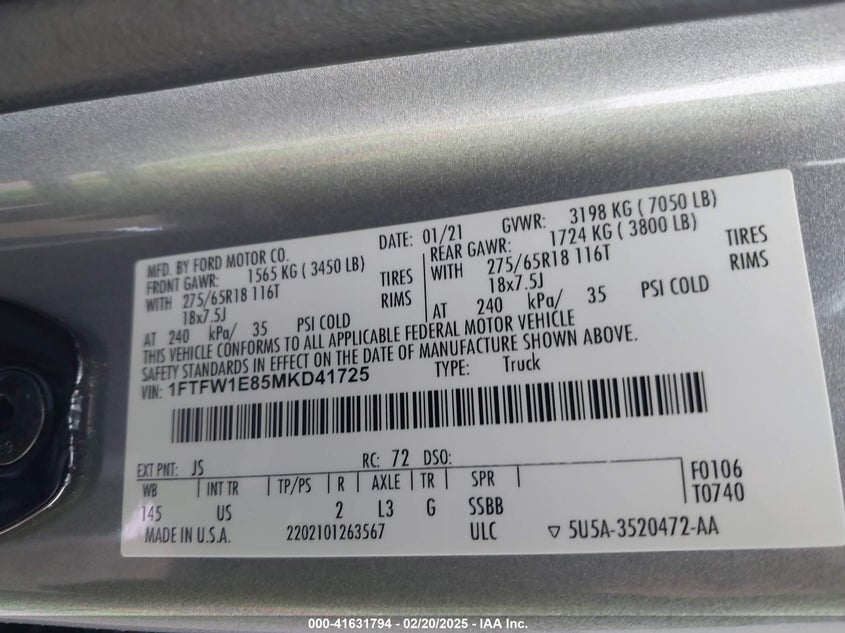 MFD. BY FORD MOTOR CO.
DATE: 01/21 GVWR: 3198 KG ( 7050 LB)
FRONT GAWR: 1565 KG ( 3450 LB)
WITH 275/65R18 116T TIRES
18x7.5J RIMS
AT 240 kPa/ 35 PSI COLD
REAR GAWR: 1724 KG ( 3800 LB)
WITH 275/65R18 116T TIRES
18x7.5J RIMS
AT 240 kPa/ 35 PSI COLD
THIS VEHICLE CONFORMS TO ALL APPLICABLE FEDERAL MOTOR VEHICLE
SAFETY STANDARDS IN EFFECT ON THE DATE OF MANUFACTURE SHOWN ABOVE.
VIN: 1FTFW1E85MKD41725 TYPE: Truck
EXT PNT: JS RC: 72 DSO:
WB INT TR TP/PS R AXLE TR SPR F0106
145 US 2 L3 G SSBB T0740
MADE IN U.S.A. 2202101263567 ULC ▽ 5U5A-3520472-AA
000-41631794 - 02/20/2025 - IAA Inc.